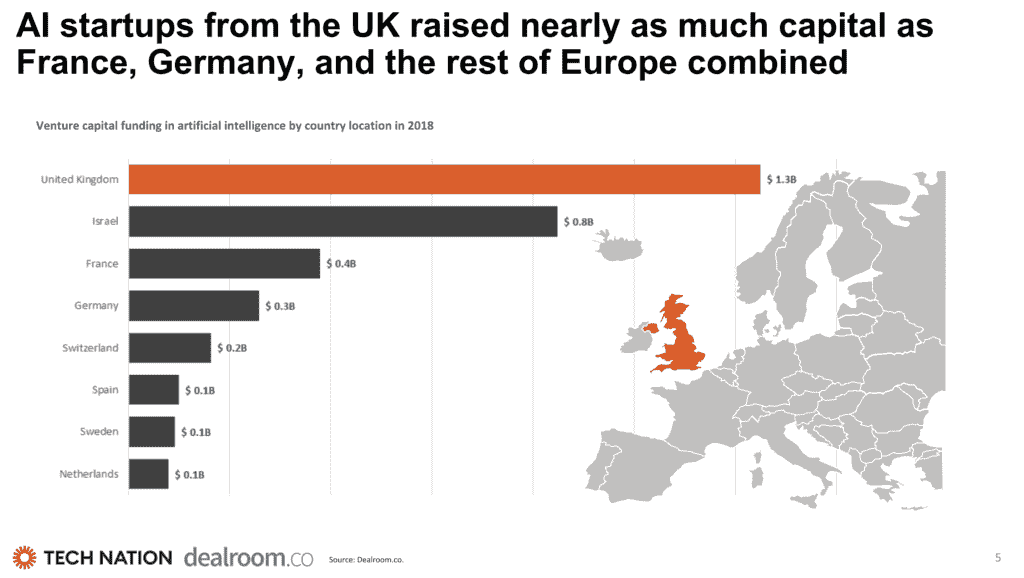 AI startups from the UK raised nearly as much capital as
France, Germany, and the rest of Europe combined
Venture capital funding in artificial intelligence by country location in 2018
United Kingdom $ 1.3B
Israel $ 0.8B
France $ 0.4B
Germany $ 0.3B
Switzerland $ 0.2B
Spain $ 0.1B
Sweden $ 0.1B
Netherlands $ 0.1B
TECH NATION dealroom.co Source: Dealroom.co. 5